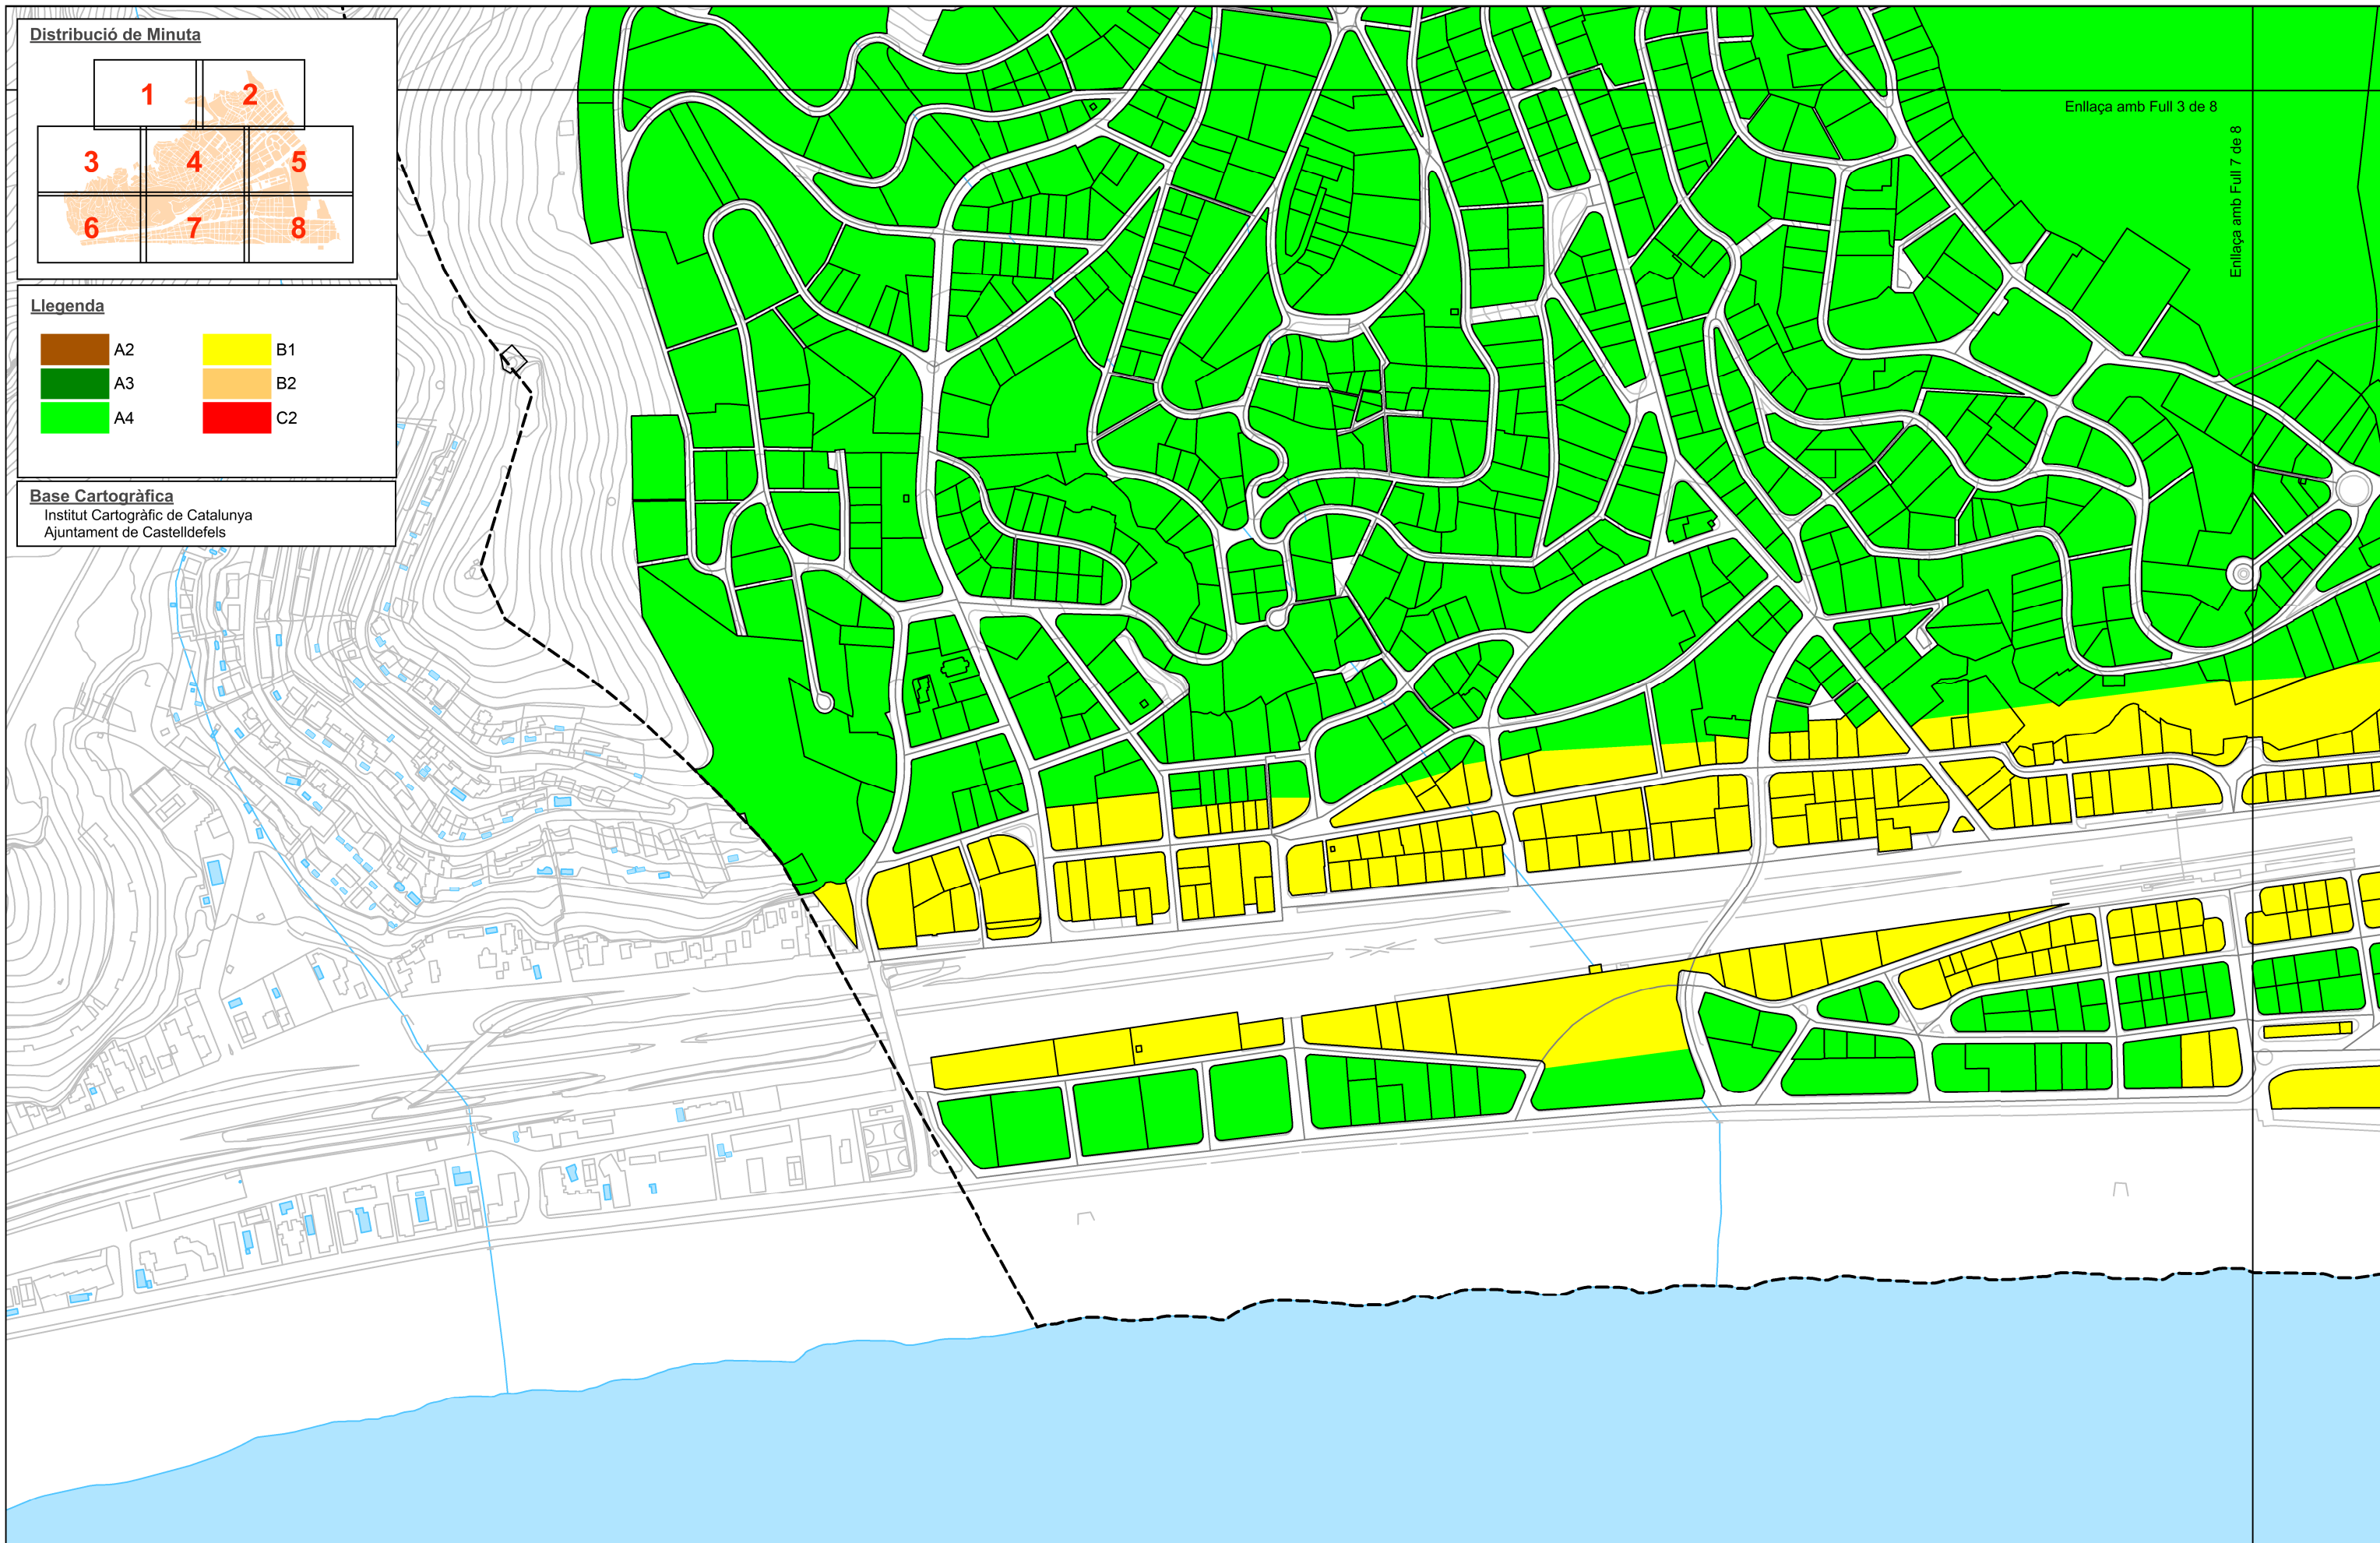 Distribució de Minuta
1
2
3
4
5
6
7
8
Llegenda
A2
B1
A3
B2
A4
C2
Base Cartogràfica
Institut Cartogràfic de Catalunya
Ajuntament de Castelldefels
Enllaça amb Full 3 de 8
Enllaça amb Full 7 de 8